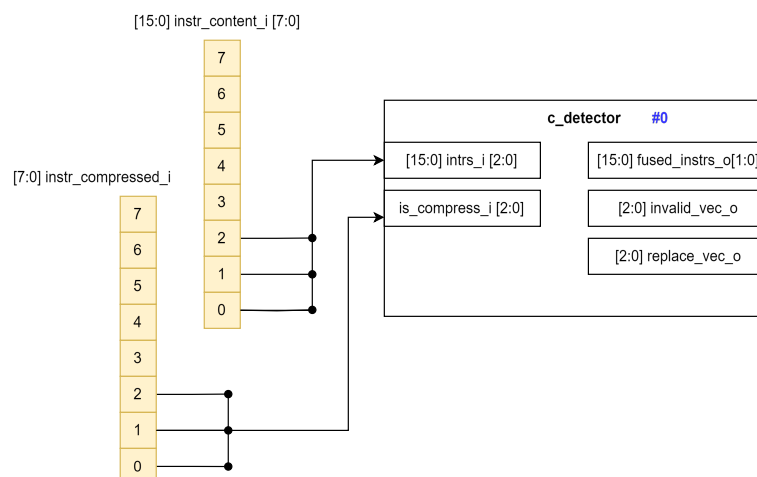 [15:0] instr_content_i [7:0]
7
6
5
4
3
2
1
0
[7:0] instr_compressed_i
7
6
5
4
3
2
1
0
c_detector #0
[15:0] intrs_i [2:0]
[15:0] fused_instrs_o[1:0]
is_compress_i [2:0]
[2:0] invalid_vec_o
[2:0] replace_vec_o